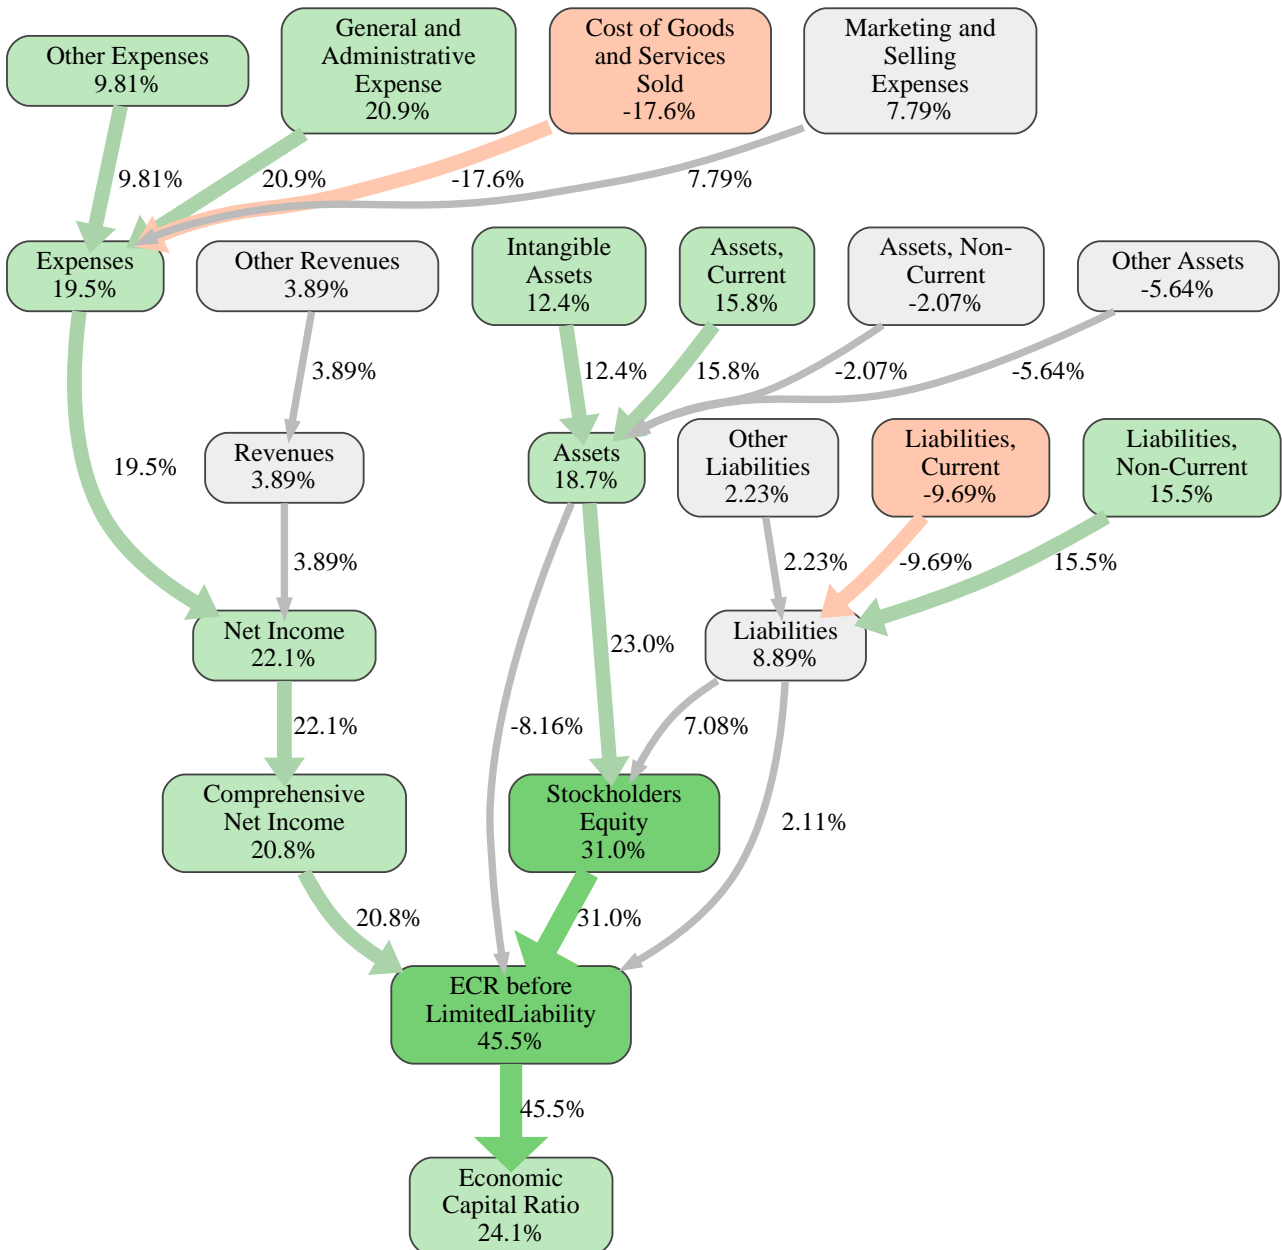 Other Expenses
9.81%
General and
Administrative
Expense
20.9%
Cost of Goods
and Services
Sold
-17.6%
Marketing and
Selling
Expenses
7.79%
9.81%
20.9%
-17.6%
7.79%
Expenses
19.5%
Other Revenues
3.89%
Intangible
Assets
12.4%
Assets,
Current
15.8%
Assets, Non-
Current
-2.07%
Other Assets
-5.64%
3.89%
12.4%
15.8%
-2.07%
-5.64%
19.5%
Revenues
3.89%
Assets
18.7%
Other
Liabilities
2.23%
Liabilities,
Current
-9.69%
Liabilities,
Non-Current
15.5%
3.89%
2.23%
-9.69%
15.5%
Net Income
22.1%
23.0%
Liabilities
8.89%
22.1%
-8.16%
7.08%
Comprehensive
Net Income
20.8%
Stockholders
Equity
31.0%
2.11%
20.8%
31.0%
ECR before
LimitedLiability
45.5%
45.5%
Economic
Capital Ratio
24.1%